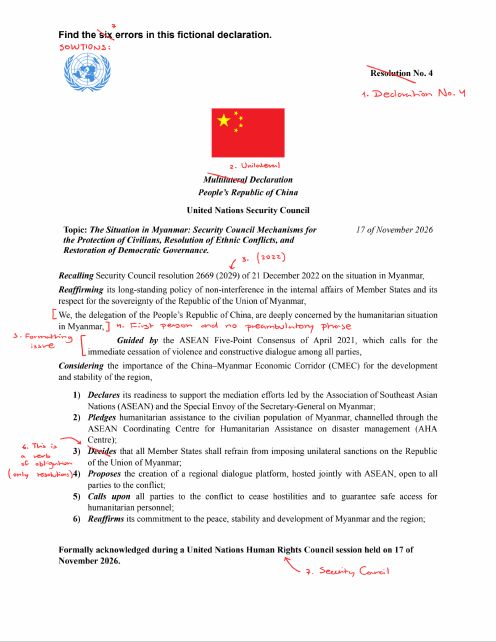 7
Find the six errors in this fictional declaration.
SOLUTIONS:
Resolution No. 4
1. Declaration No. 4
2. Unilateral
Multilateral Declaration
People's Republic of China
United Nations Security Council
Topic: The Situation in Myanmar: Security Council Mechanisms for
the Protection of Civilians, Resolution of Ethnic Conflicts, and
Restoration of Democratic Governance.
17 of November 2026
3. (2022)
Recalling Security Council resolution 2669 (2029) of 21 December 2022 on the situation in Myanmar,
Reaffirming its long-standing policy of non-interference in the internal affairs of Member States and its
respect for the sovereignty of the Republic of the Union of Myanmar,
[We, the delegation of the People's Republic of China, are deeply concerned by the humanitarian situation
in Myanmar,] 4. First person and no preambulatory phrase
5. Formatting
issue
[Guided by the ASEAN Five-Point Consensus of April 2021, which calls for the
immediate cessation of violence and constructive dialogue among all parties,
Considering the importance of the China–Myanmar Economic Corridor (CMEC) for the development
and stability of the region,
1) Declares its readiness to support the mediation efforts led by the Association of Southeast Asian
Nations (ASEAN) and the Special Envoy of the Secretary-General on Myanmar;
2) Pledges humanitarian assistance to the civilian population of Myanmar, channelled through the
ASEAN Coordinating Centre for Humanitarian Assistance on disaster management (AHA
Centre);
6. This is
a verb
of obligation
(only resolutions)
3) Decides that all Member States shall refrain from imposing unilateral sanctions on the Republic
of the Union of Myanmar;
4) Proposes the creation of a regional dialogue platform, hosted jointly with ASEAN, open to all
parties to the conflict;
5) Calls upon all parties to the conflict to cease hostilities and to guarantee safe access for
humanitarian personnel;
6) Reaffirms its commitment to the peace, stability and development of Myanmar and the region;
Formally acknowledged during a United Nations Human Rights Council session held on 17 of
November 2026.
7. Security Council